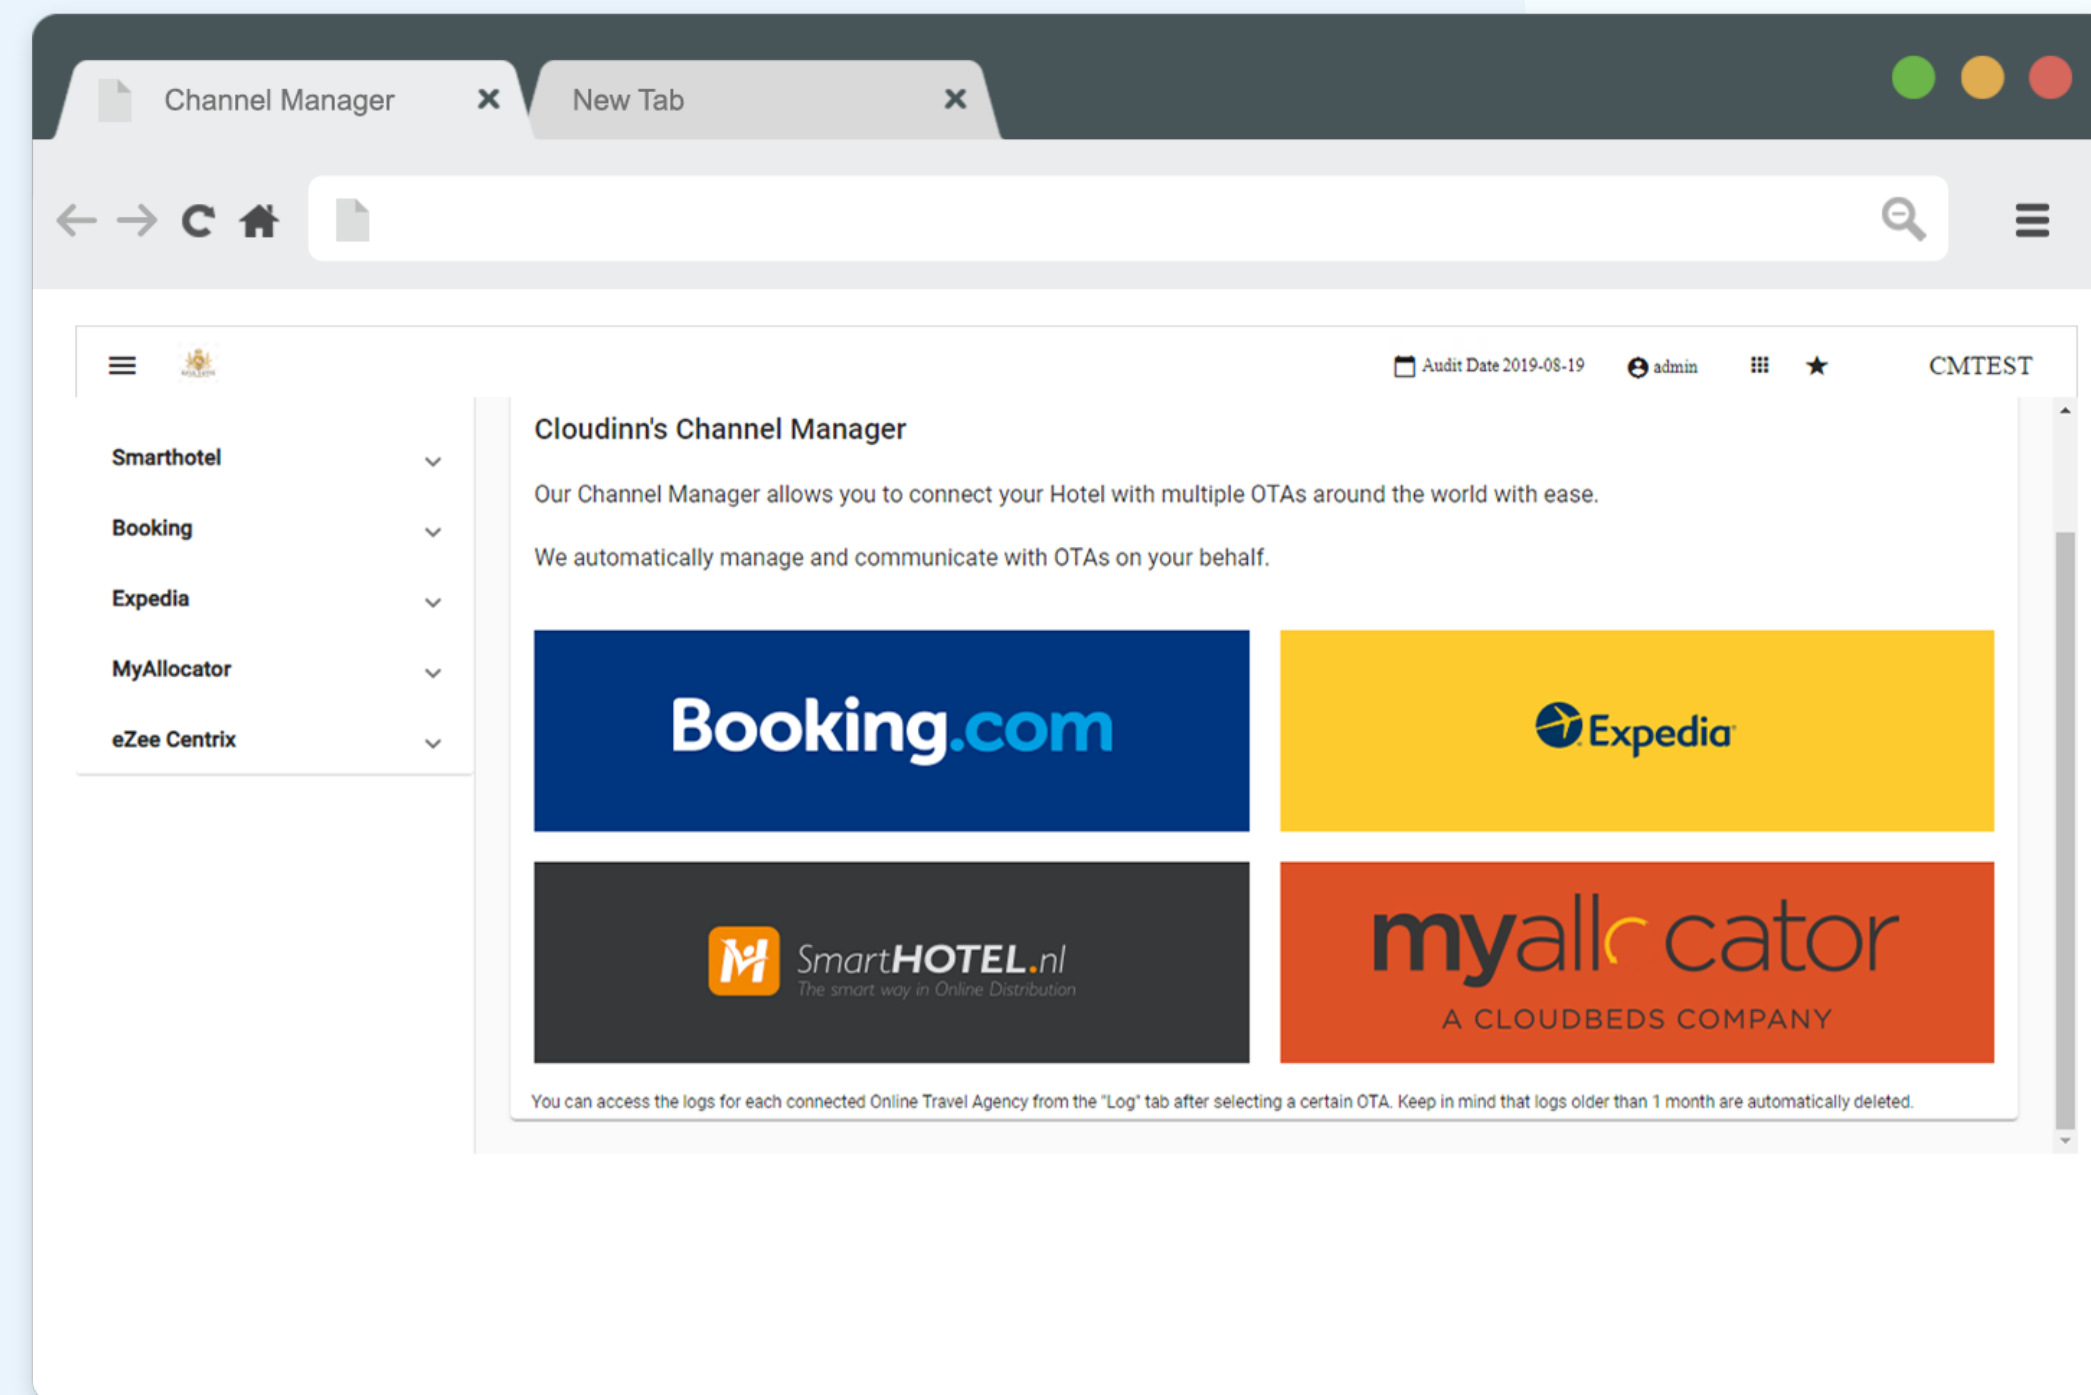 Channel Manager
New Tab
Audit Date 2019-08-19
admin
CMTEST
Smarthotel
Booking
Expedia
MyAllocator
eZee Centrix
Cloudinn's Channel Manager
Our Channel Manager allows you to connect your Hotel with multiple OTAs around the world with ease.
We automatically manage and communicate with OTAs on your behalf.
Booking.com
Expedia
SmartHOTEL.nl
The smart way in Online Distribution
myallocator
A CLOUDBEDS COMPANY
You can access the logs for each connected Online Travel Agency from the "Log" tab after selecting a certain OTA. Keep in mind that logs older than 1 month are automatically deleted.